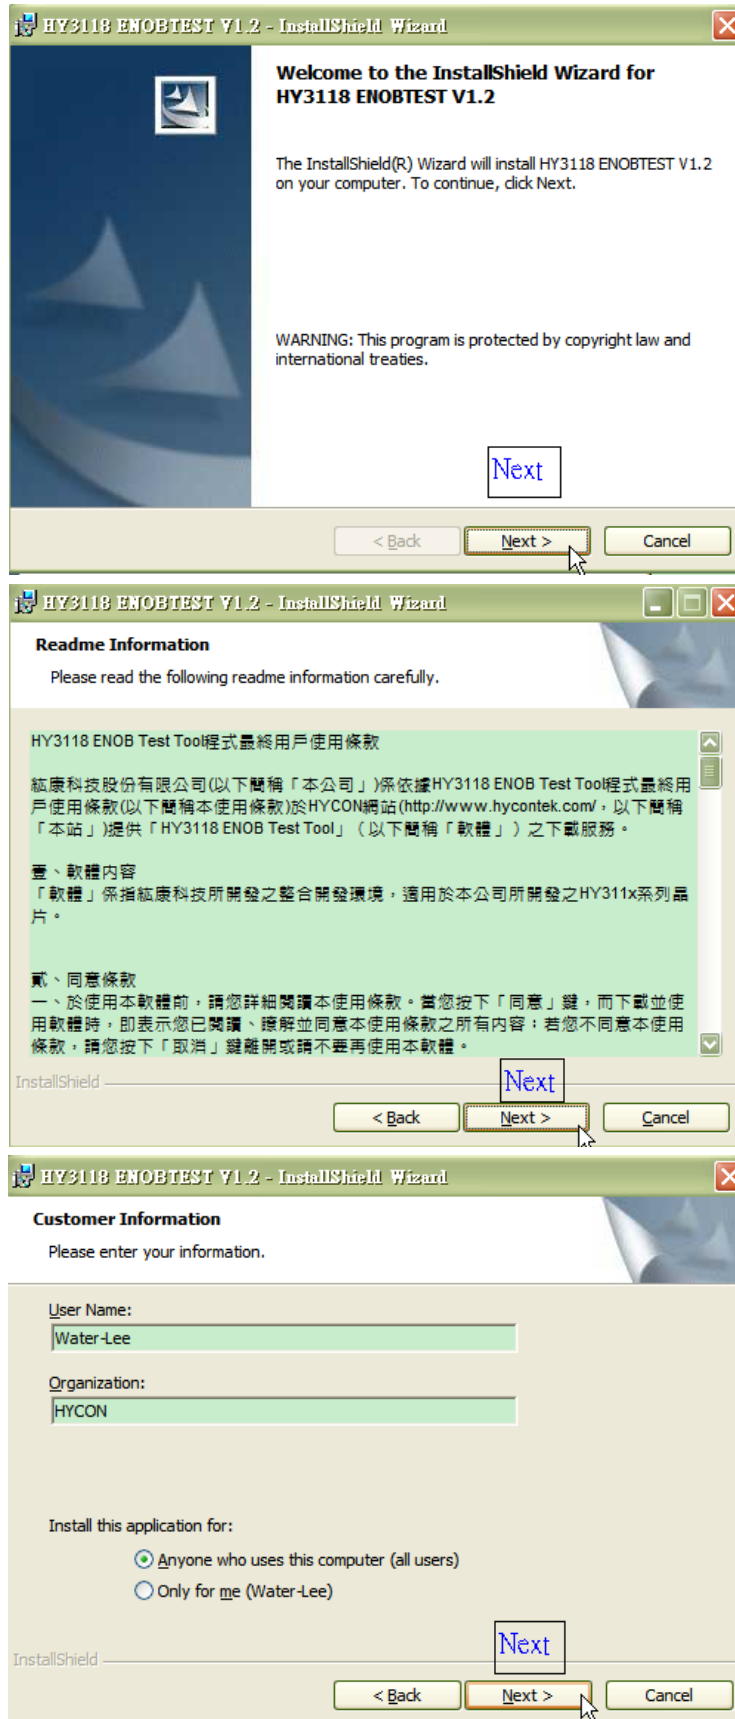 HY3118 ENOBTEST V1.2 - InstallShield Wizard
Welcome to the InstallShield Wizard for
HY3118 ENOBTEST V1.2
The InstallShield(R) Wizard will install HY3118 ENOBTEST V1.2
on your computer. To continue, click Next.
WARNING: This program is protected by copyright law and
international treaties.
Next
< Back
Next >
Cancel
HY3118 ENOBTEST V1.2 - InstallShield Wizard
Readme Information
Please read the following readme information carefully.
HY3118 ENOB Test Tool程式最終用戶使用條款
紘康科技股份有限公司(以下簡稱「本公司」)係依據HY3118 ENOB Test Tool程式最終用
戶使用條款(以下簡稱本使用條款)於HYCON網站(http://www.hycontek.com/，以下簡稱
「本站」)提供「HY3118 ENOB Test Tool」（以下簡稱「軟體」）之下載服務。
壹、軟體內容
「軟體」係指紘康科技所開發之整合開發環境，適用於本公司所開發之HY311x系列晶
片。
貳、同意條款
一、於使用本軟體前，請您詳細閱讀本使用條款。當您按下「同意」鍵，而下載並使
用軟體時，即表示您已閱讀、瞭解並同意本使用條款之所有內容；若您不同意本使用
條款，請您按下「取消」鍵離開或請不要再使用本軟體。
InstallShield
Next
< Back
Next >
Cancel
HY3118 ENOBTEST V1.2 - InstallShield Wizard
Customer Information
Please enter your information.
User Name:
Water-Lee
Organization:
HYCON
Install this application for:
Anyone who uses this computer (all users)
Only for me (Water-Lee)
Next
InstallShield
< Back
Next >
Cancel